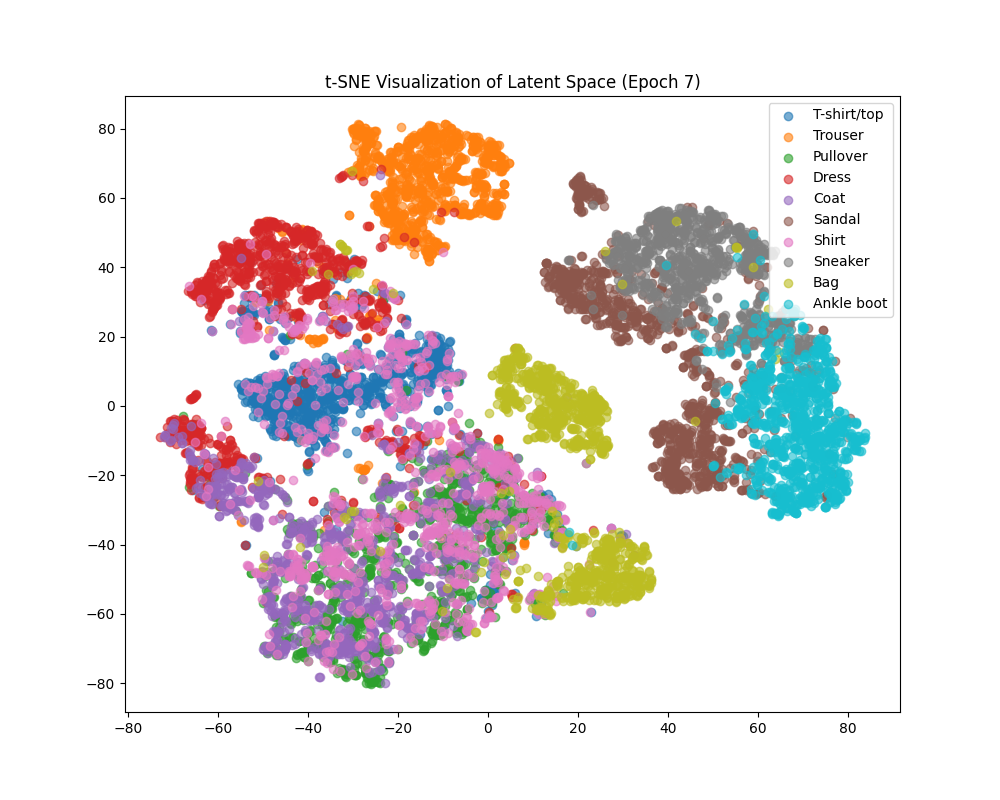 t-SNE Visualization of Latent Space (Epoch 7)
T-shirt/top
Trouser
Pullover
Dress
Coat
Sandal
Shirt
Sneaker
Bag
Ankle boot
80
60
40
20
0
−20
−40
−60
−80
−80 −60 −40 −20 0 20 40 60 80